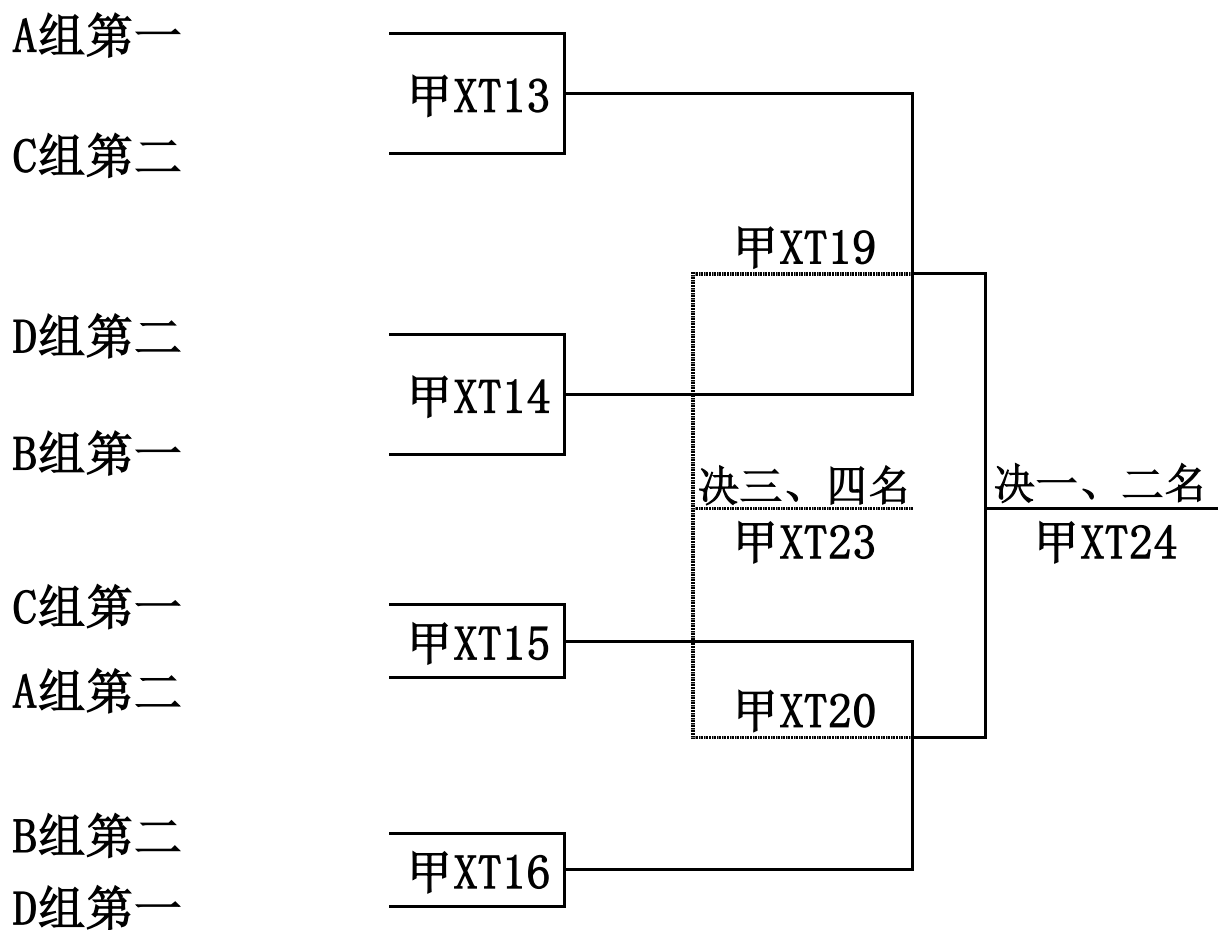 A组第一
甲XT13
C组第二
甲XT19
D组第二
甲XT14
B组第一
决三、四名
决一、二名
甲XT23
甲XT24
C组第一
甲XT15
A组第二
甲XT20
B组第二
甲XT16
D组第一